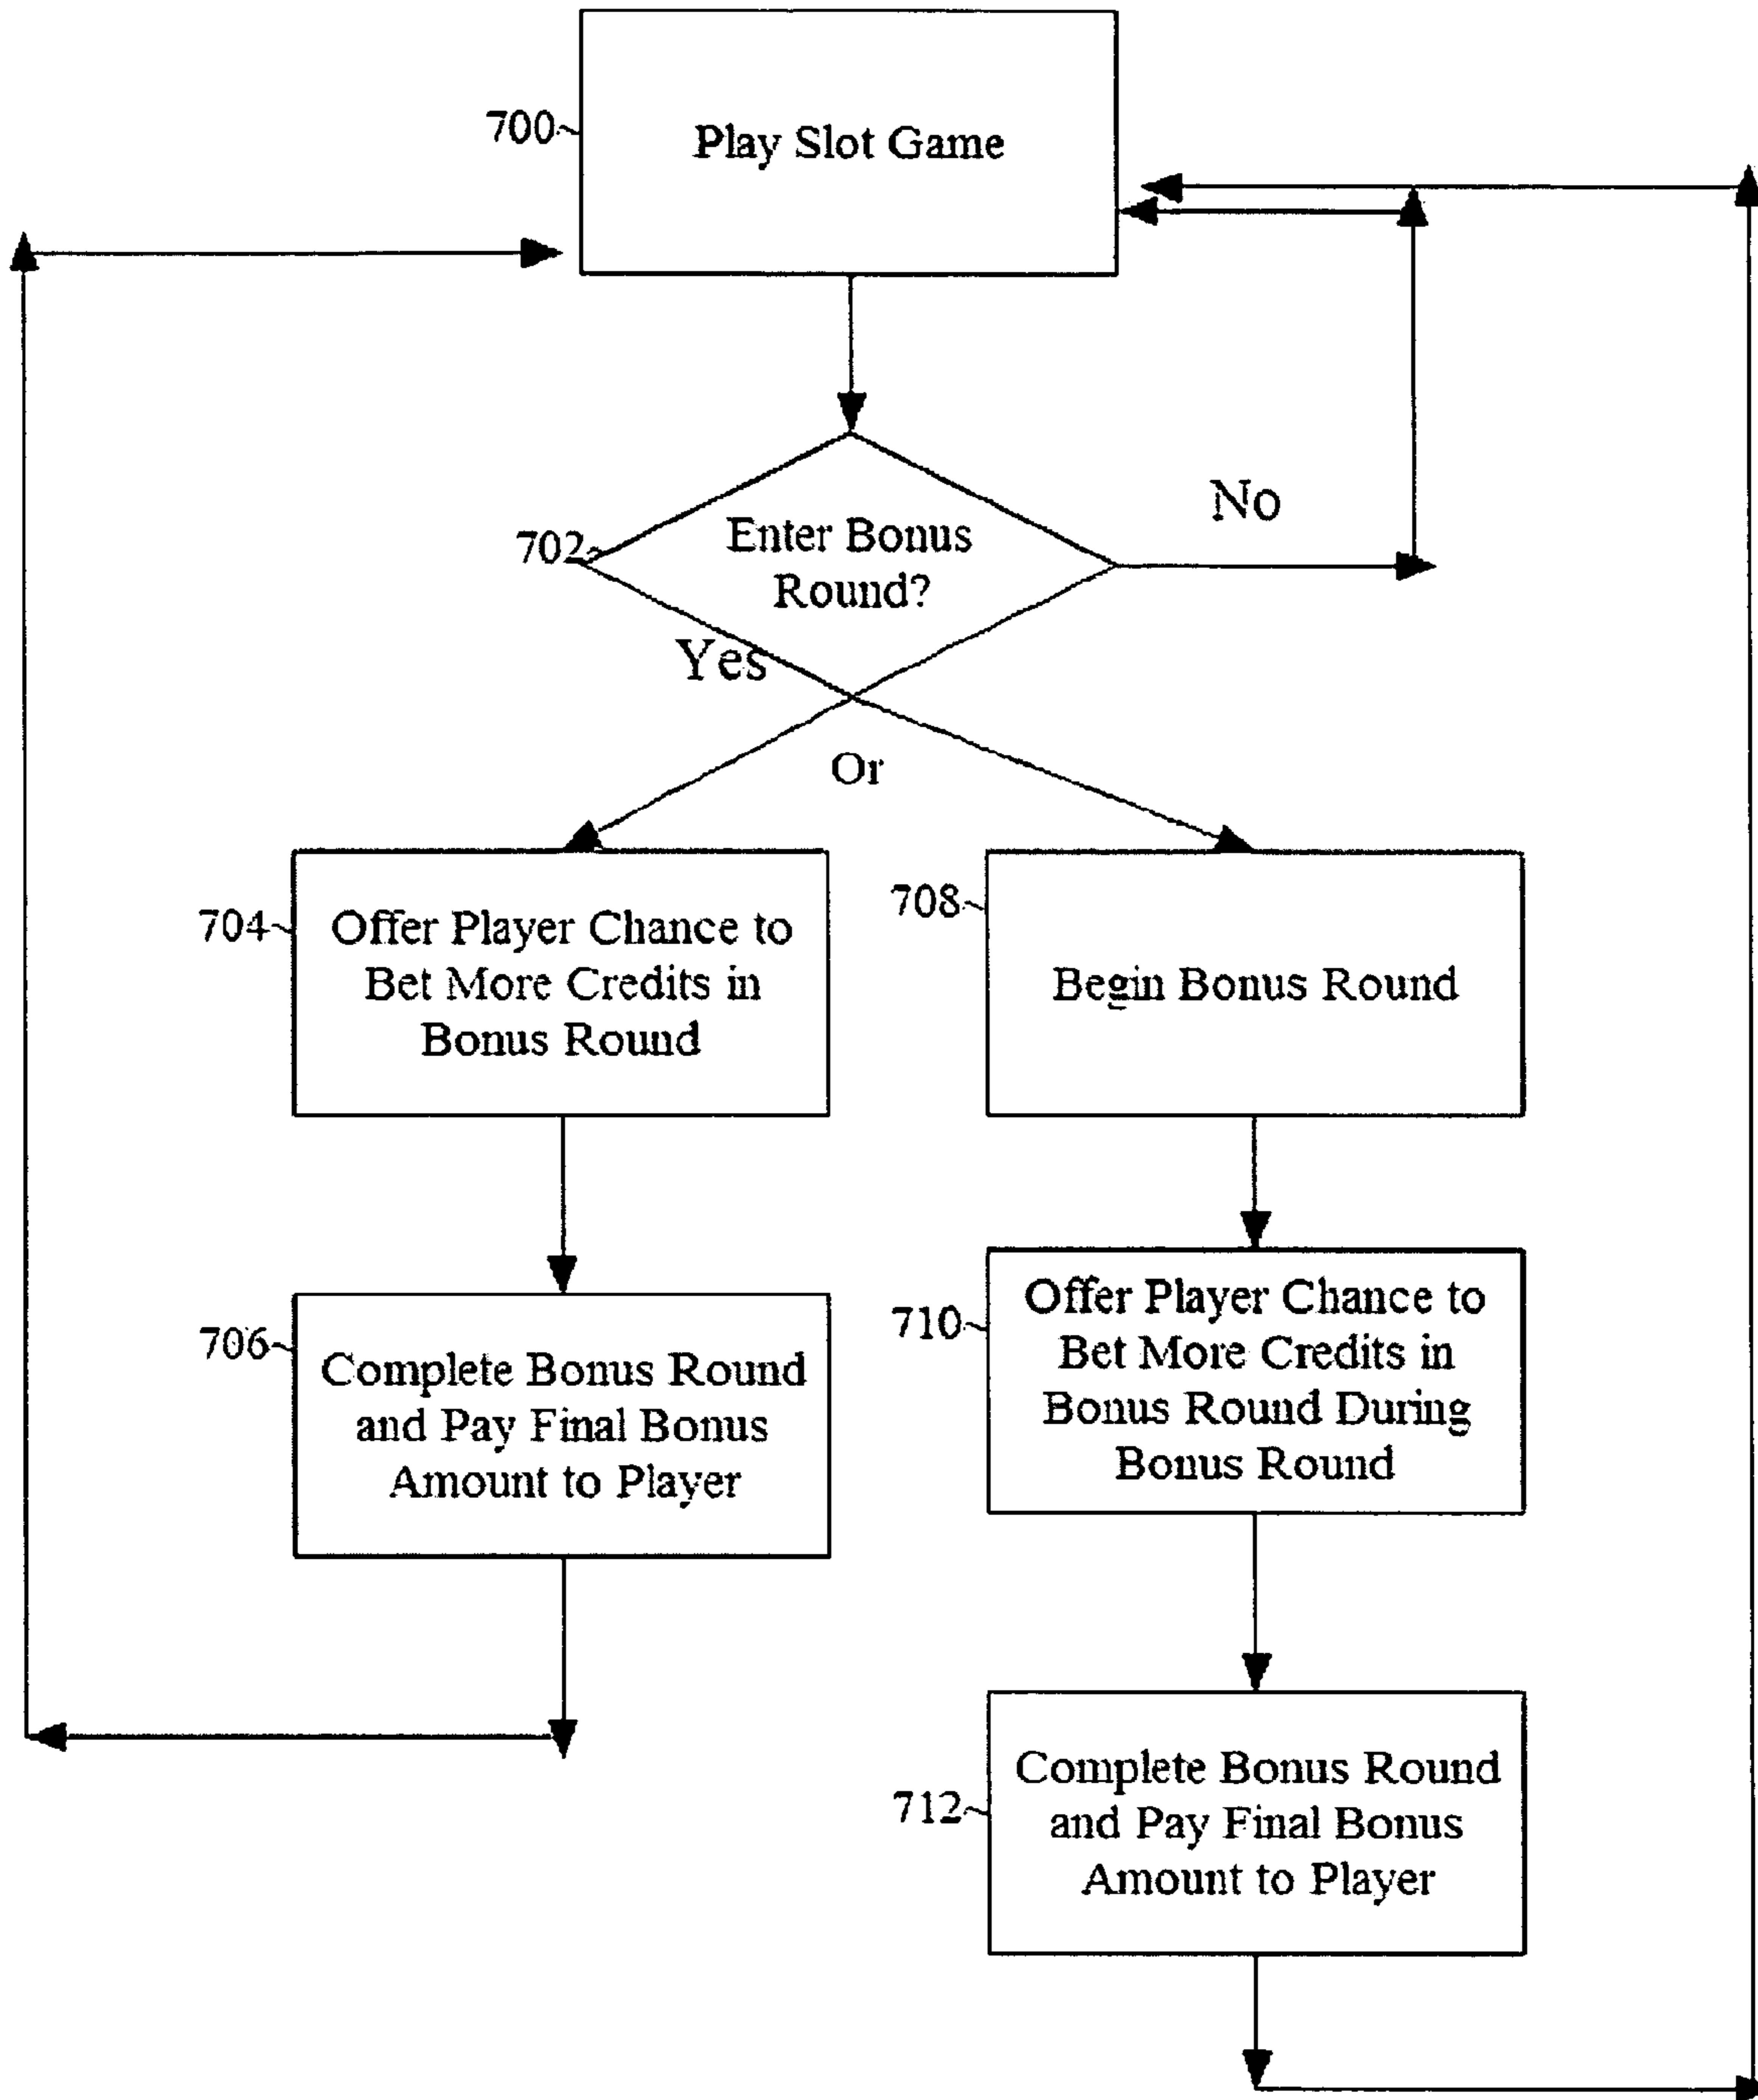 700
Play Slot Game
No
702
Enter Bonus
Round?
Yes
Or
704
Offer Player Chance to
Bet More Credits in
Bonus Round
708
Begin Bonus Round
706
Complete Bonus Round
and Pay Final Bonus
Amount to Player
710
Offer Player Chance to
Bet More Credits in
Bonus Round During
Bonus Round
712
Complete Bonus Round
and Pay Final Bonus
Amount to Player